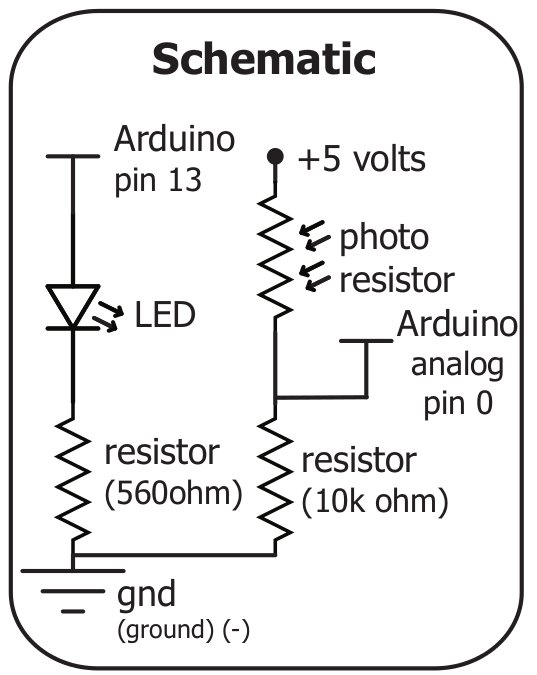 Schematic
Arduino
pin 13
+5 volts
photo
resistor
LED
Arduino
analog
pin 0
resistor
(560ohm)
resistor
(10k ohm)
gnd
(ground) (-)